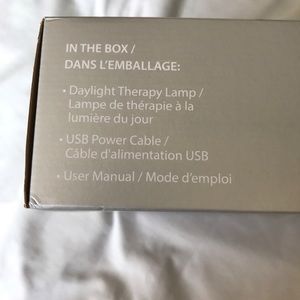 IN THE BOX /
DANS L'EMBALLAGE:
• Daylight Therapy Lamp /
Lampe de thérapie à la
lumière du jour
• USB Power Cable /
Câble d'alimentation USB
• User Manual / Mode d'emploi